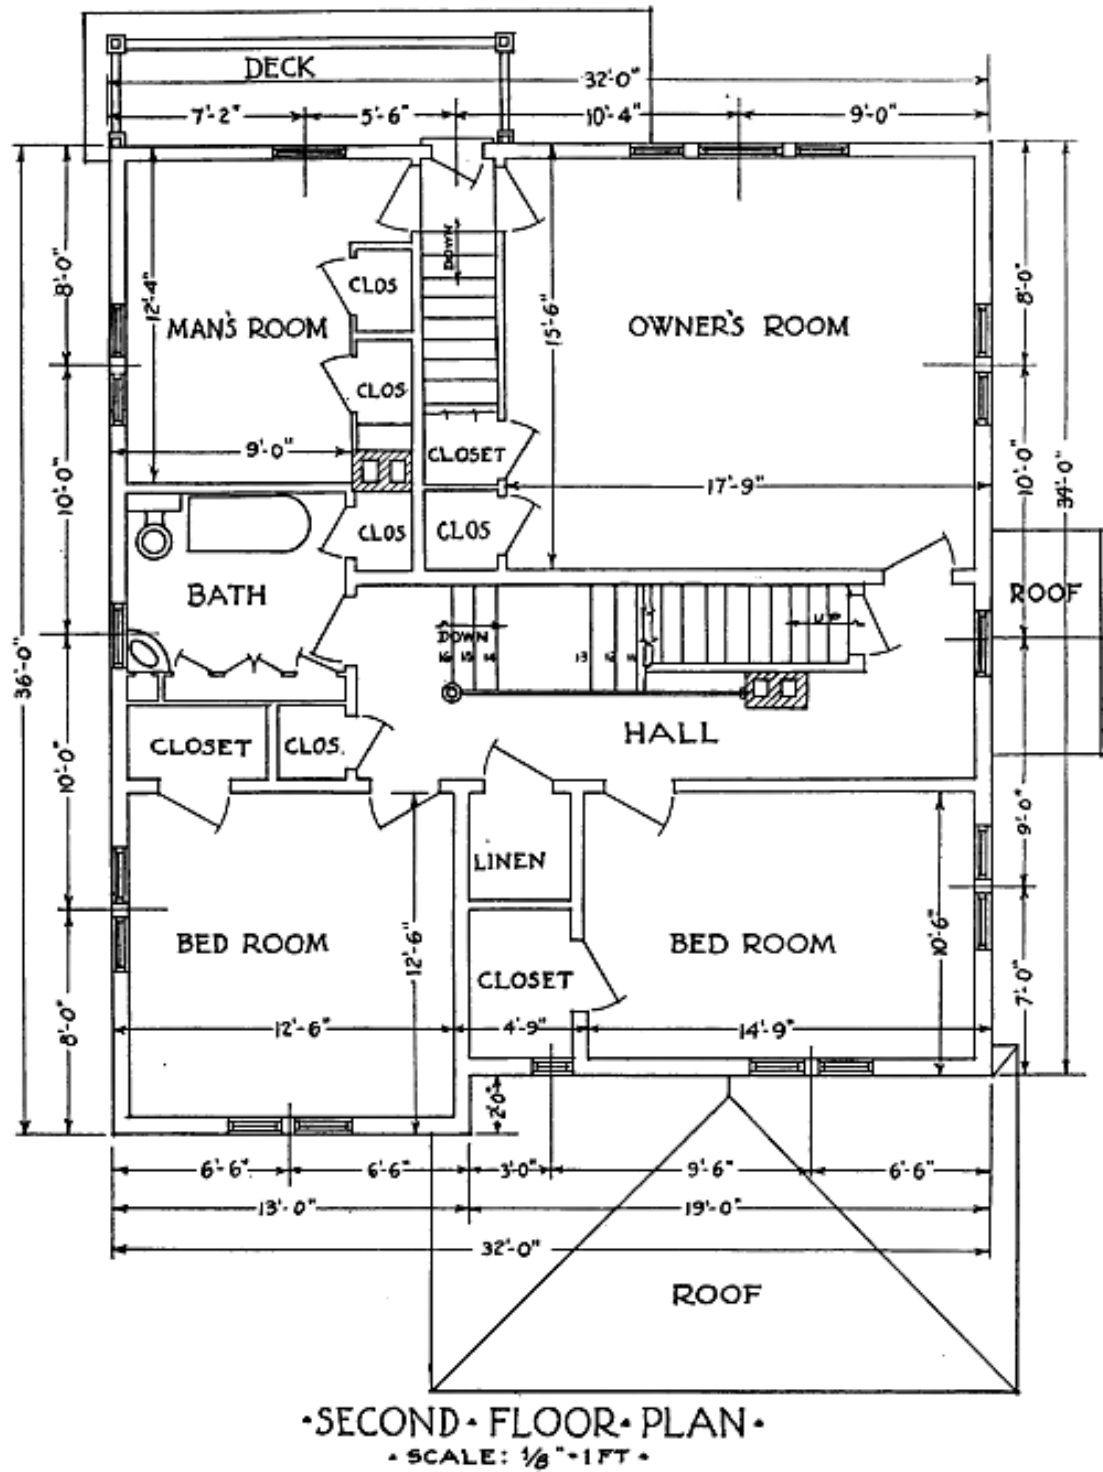 DECK
32'-0"
7'-2" 5'-6" 10'-4" 9'-0"
8'-0"
12'-4"
DOWN
15'-6"
8'-0"
CLOS
MAN'S ROOM
OWNER'S ROOM
CLOS
9'-0"
CLOSET
17'-9"
10'-0"
10'-0"
34'-0"
CLOS
CLOS
BATH
ROOF
DOWN
UP
16 15 14 13 12 11
36'-0"
HALL
CLOSET
CLOS.
10'-0"
9'-0"
LINEN
BED ROOM
12'-6"
BED ROOM
10'-6"
CLOSET
7'-0"
8'-0"
12'-6" 4'-9" 14'-9"
2'0"
6'-6" 6'-6" 3'-0" 9'-6" 6'-6"
13'-0" 19'-0"
32'-0"
ROOF
•SECOND•FLOOR•PLAN•
•SCALE: 1/8"-1FT•